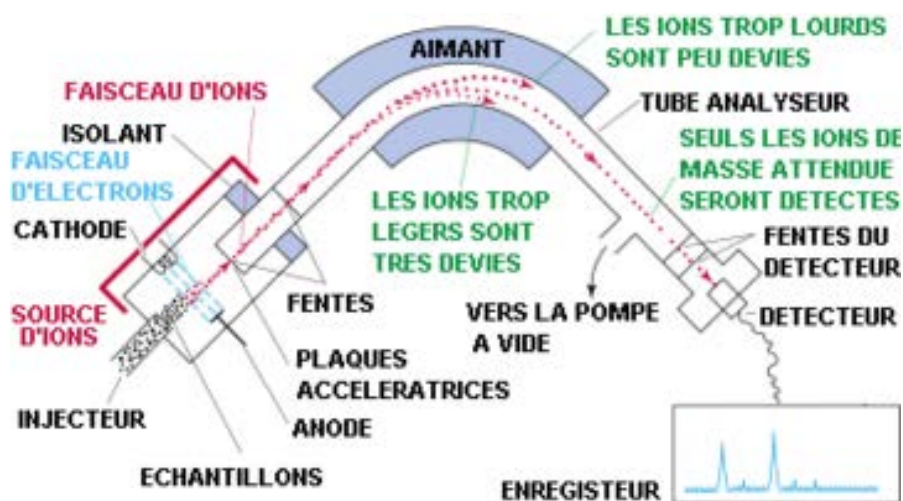 AIMANT
LES IONS TROP LOURDS
SONT PEU DEVIES
FAISCEAU D'IONS
TUBE ANALYSEUR
ISOLANT
FAISCEAU
D'ELECTRONS
SEULS LES IONS DE
MASSE ATTENDUE
SERONT DETECTES
CATHODE
LES IONS TROP
LEGERS SONT
TRES DEVIES
FENTES DU
DETECTEUR
SOURCE
D'IONS
FENTES
VERS LA POMPE
A VIDE
DETECTEUR
PLAQUES
ACCELERATRICES
INJECTEUR
ANODE
ECHANTILLONS
ENREGISTEUR